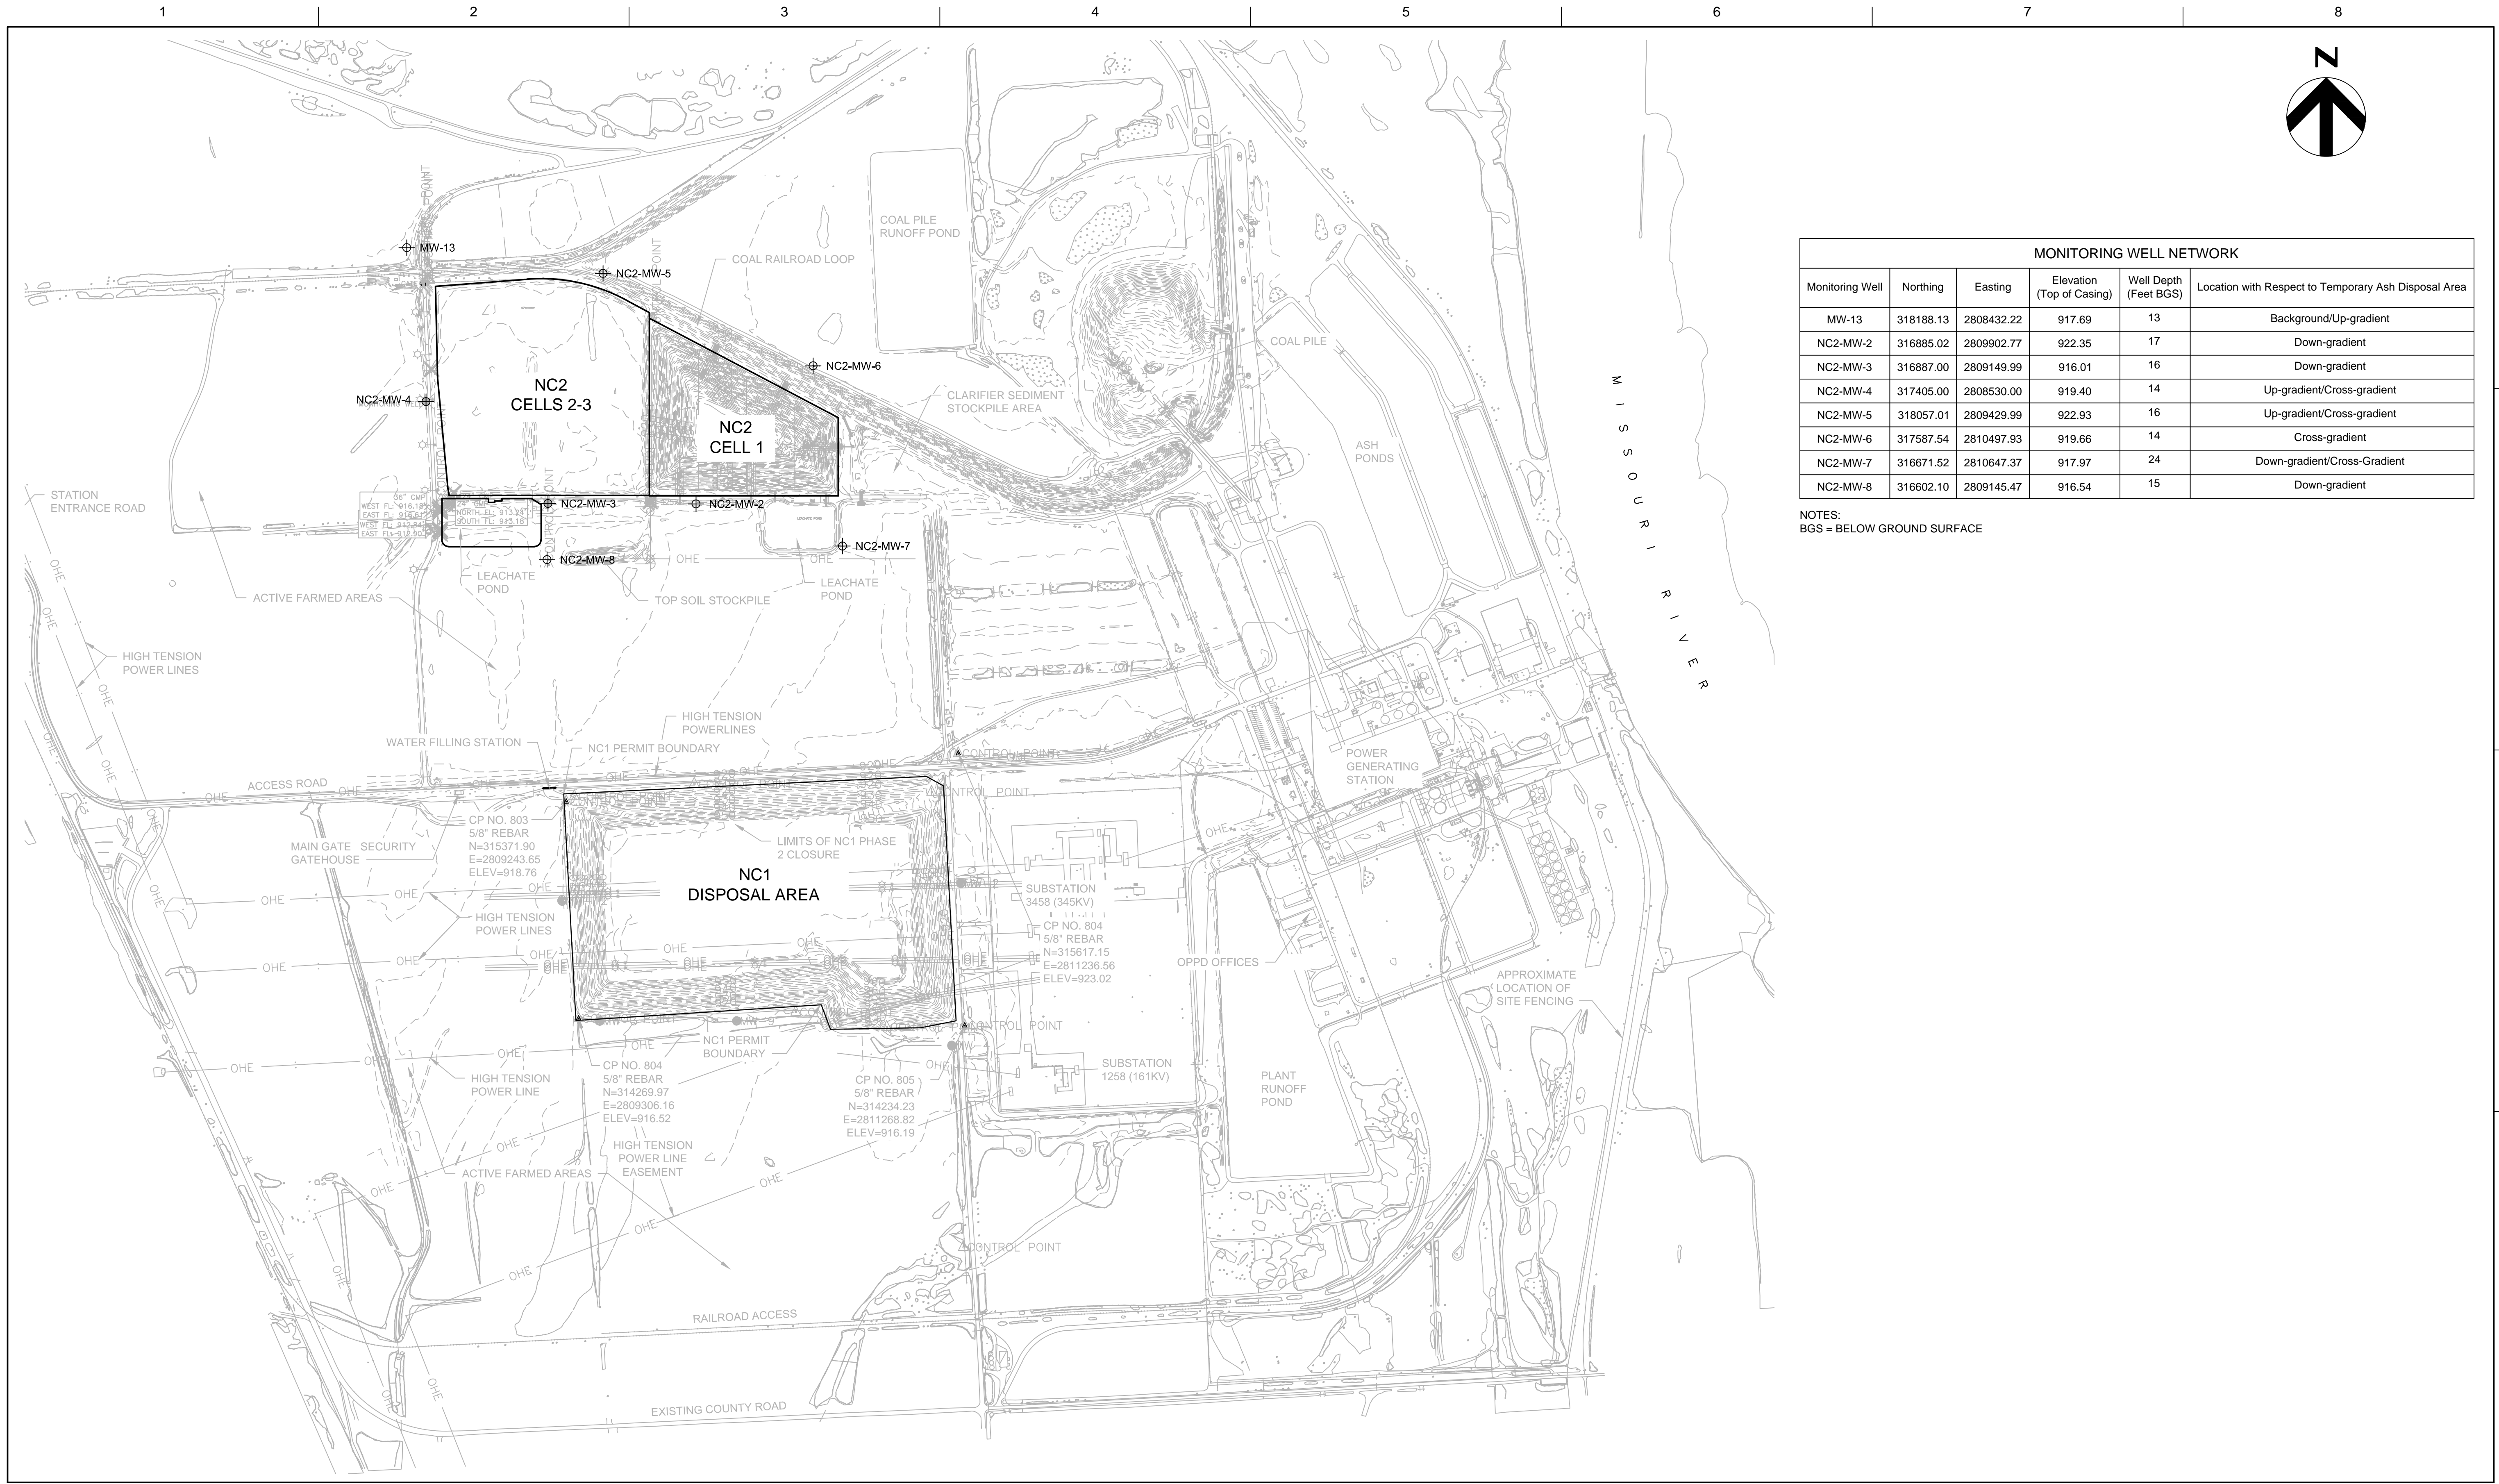 1 2 3 4 5 6 7 8
N
MW-13
NC2-MW-5
COAL RAILROAD LOOP
COAL PILE
RUNOFF POND
COAL PILE
NC2-MW-6
NC2-MW-4
NC2
CELLS 2-3
NC2
CELL 1
CLARIFIER SEDIMENT
STOCKPILE AREA
ASH
PONDS
MISSOURI RIVER
MONITORING WELL NETWORK
Monitoring Well Northing Easting Elevation (Top of Casing) Well Depth (Feet BGS) Location with Respect to Temporary Ash Disposal Area
MW-13 318188.13 2808432.22 917.69 13 Background/Up-gradient
NC2-MW-2 316885.02 2809902.77 922.35 17 Down-gradient
NC2-MW-3 316887.00 2809149.99 916.01 16 Down-gradient
NC2-MW-4 317405.00 2808530.00 919.40 14 Up-gradient/Cross-gradient
NC2-MW-5 318057.01 2809429.99 922.93 16 Up-gradient/Cross-gradient
NC2-MW-6 317587.54 2810497.93 919.66 14 Cross-gradient
NC2-MW-7 316671.52 2810647.37 917.97 24 Down-gradient/Cross-Gradient
NC2-MW-8 316602.10 2809145.47 916.54 15 Down-gradient
NOTES:
BGS = BELOW GROUND SURFACE
STATION
ENTRANCE ROAD
36" CMP
NORTH FL: 913.24
SOUTH FL: 913.18
NC2-MW-3
NC2-MW-2
NC2-MW-7
NC2-MW-8
OHE
OHE
LEACHATE
POND
LEACHATE
POND
TOP SOIL STOCKPILE
ACTIVE FARMED AREAS
HIGH TENSION
POWER LINES
HIGH TENSION
POWERLINES
WATER FILLING STATION
NC1 PERMIT BOUNDARY
CONTROL POINT
POWER
GENERATING
STATION
ACCESS ROAD
OHE
CONTROL POINT
CP NO. 803
5/8" REBAR
N=315371.90
E=2809243.65
ELEV=918.76
MAIN GATE SECURITY
GATEHOUSE
LIMITS OF NC1 PHASE
2 CLOSURE
NC1
DISPOSAL AREA
SUBSTATION
3458 (345KV)
HIGH TENSION
POWER LINES
CP NO. 804
5/8" REBAR
N=315617.15
E=2811236.56
ELEV=923.02
OPPD OFFICES
APPROXIMATE
LOCATION OF
SITE FENCING
CONTROL POINT
NC1 PERMIT
BOUNDARY
HIGH TENSION
POWER LINE
CP NO. 804
5/8" REBAR
N=314269.97
E=2809306.16
ELEV=916.52
CP NO. 805
5/8" REBAR
N=314234.23
E=2811268.82
ELEV=916.19
SUBSTATION
1258 (161KV)
PLANT
RUNOFF
POND
HIGH TENSION
POWER LINE
EASEMENT
ACTIVE FARMED AREAS
CONTROL POINT
RAILROAD ACCESS
EXISTING COUNTY ROAD